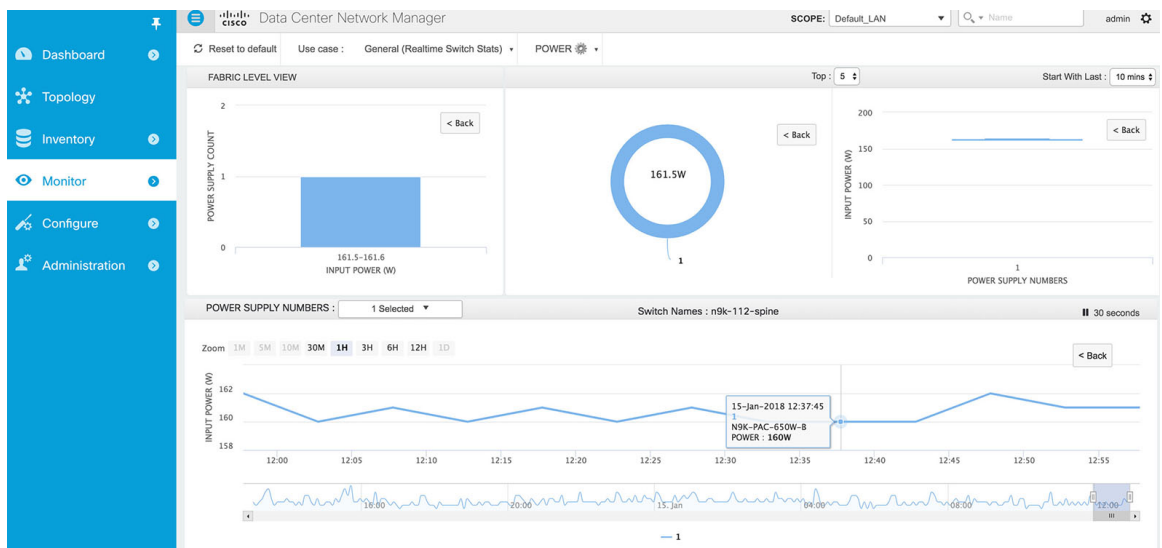 CISCO Data Center Network Manager
SCOPE: Default_LAN
Name
admin
Dashboard
Topology
Inventory
Monitor
Configure
Administration
Reset to default Use case : General (Realtime Switch Stats) POWER
FABRIC LEVEL VIEW
Top : 5
Start With Last : 10 mins
2
1
0
POWER SUPPLY COUNT
< Back
161.5-161.6
INPUT POWER (W)
161.5W
1
< Back
200
150
100
50
0
INPUT POWER (W)
< Back
1
POWER SUPPLY NUMBERS
POWER SUPPLY NUMBERS : 1 Selected
Switch Names : n9k-112-spine
30 seconds
Zoom 1M 5M 10M 30M 1H 3H 6H 12H 1D
< Back
INPUT POWER (W)
162
160
158
15-Jan-2018 12:37:45
1
N9K-PAC-650W-B
POWER : 160W
12:00 12:05 12:10 12:15 12:20 12:25 12:30 12:35 12:40 12:45 12:50 12:55
16:00 20:00 15. Jan 04:00 08:00 12:00
1